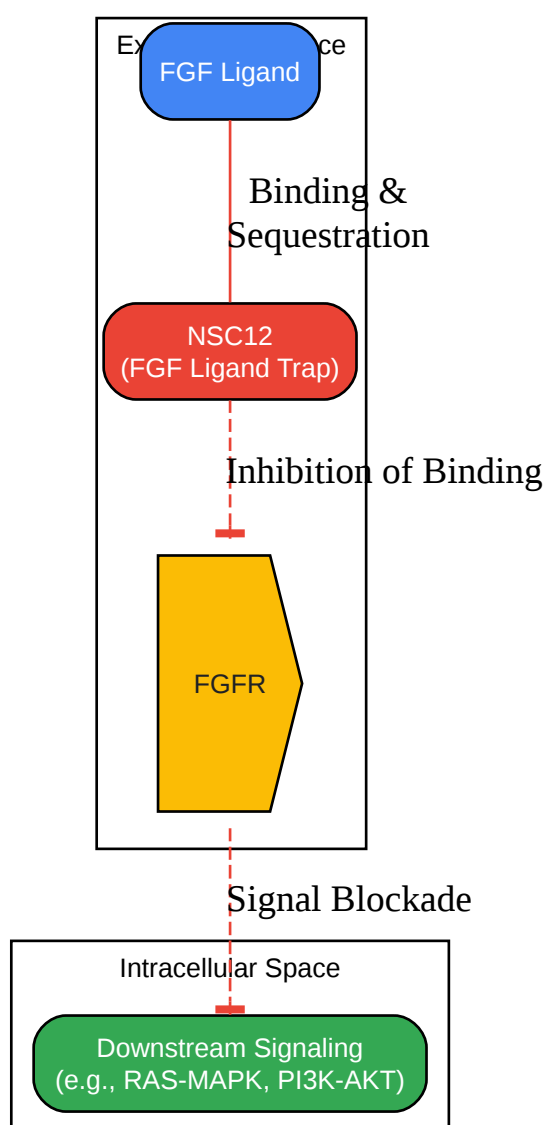 FGF Ligand
Binding &
Sequestration
NSC12
(FGF Ligand Trap)
Inhibition of Binding
FGFR
Signal Blockade
Intracellular Space
Downstream Signaling
(e.g., RAS-MAPK, PI3K-AKT)